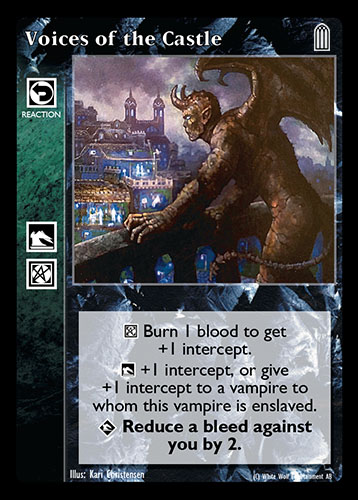 Voices of the Castle
REACTION
Burn 1 blood to get
+1 intercept.
+1 intercept, or give
+1 intercept to a vampire to
whom this vampire is enslaved.
Reduce a bleed against
you by 2.
Illus: Kari Christensen
(C) White Wolf Entertainment AB